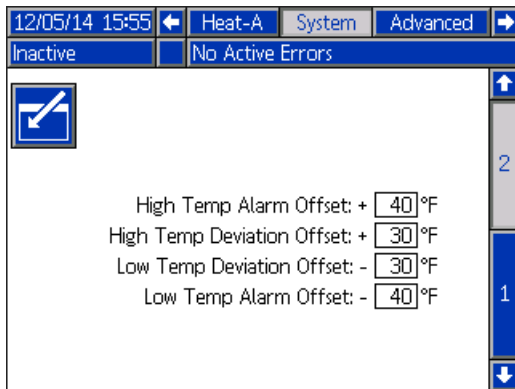 12/05/14 15:55 Heat-A System Advanced
Inactive No Active Errors
2
High Temp Alarm Offset: + 40 °F
High Temp Deviation Offset: + 30 °F
Low Temp Deviation Offset: - 30 °F
Low Temp Alarm Offset: - 40 °F
1